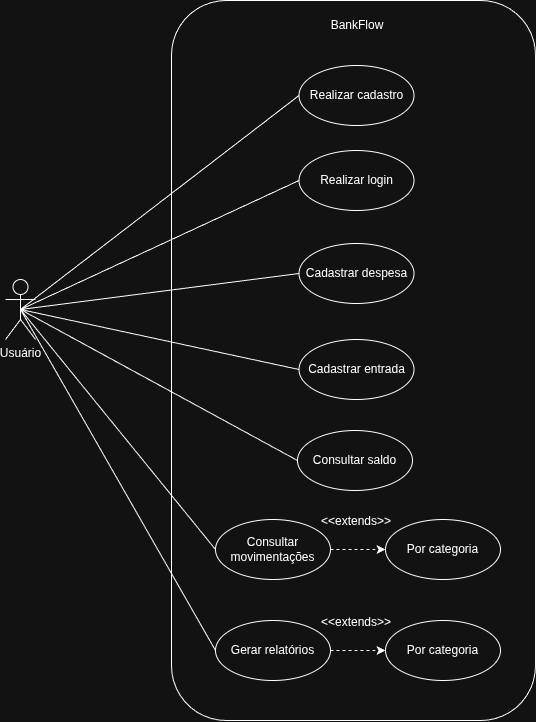 BankFlow
Realizar cadastro
Realizar login
Cadastrar despesa
Cadastrar entrada
Usuário
Consultar saldo
<<extends>>
Consultar
movimentações
Por categoria
<<extends>>
Gerar relatórios
Por categoria